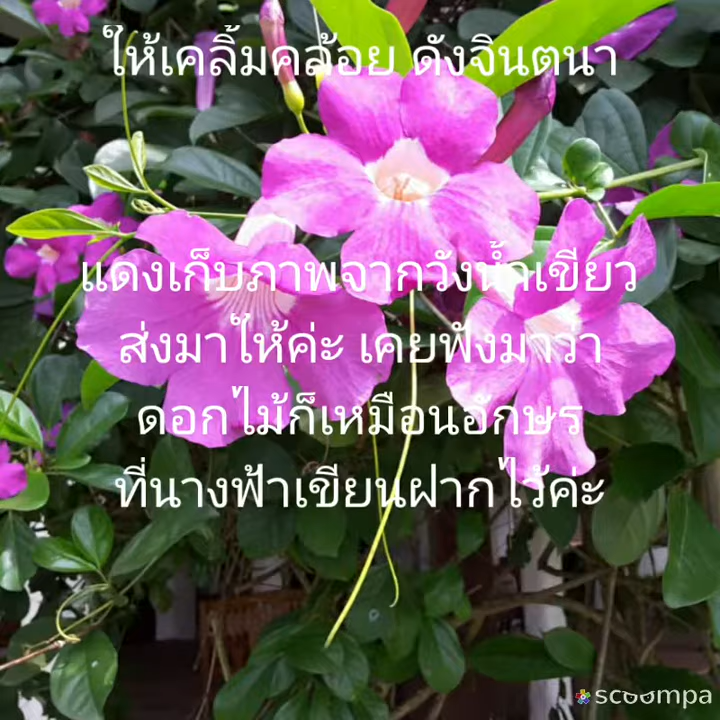 ให้เคลิ้มคล้อย ดังจินตนา
แดงเก็บภาพจากวังน้ำเขียว
ส่งมาให้ค่ะ เคยฟังมาว่า
ดอกไม้ก็เหมือนอักษร
ที่นางฟ้าเขียนฝากไว้ค่ะ
scoompa